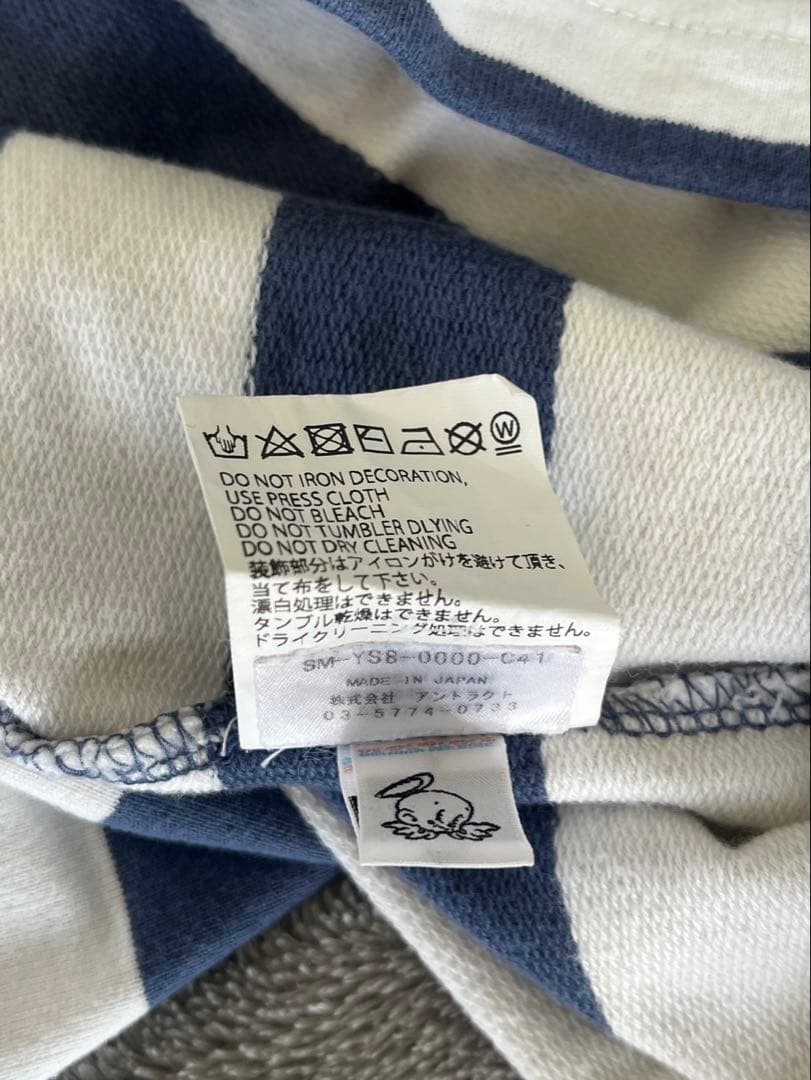 W
DO NOT IRON DECORATION,
USE PRESS CLOTH
DO NOT BLEACH
DO NOT TUMBLER DLYING
DO NOT DRY CLEANING
装飾部分はアイロンがけを避けて頂き、
当て布をして下さい。
漂白処理はできません。
タンブル乾燥はできません。
ドライクリーニング処理はできません。
SM-YS8-0000-C41
MADE IN JAPAN
株式会社 アントラクト
03-5774-0733